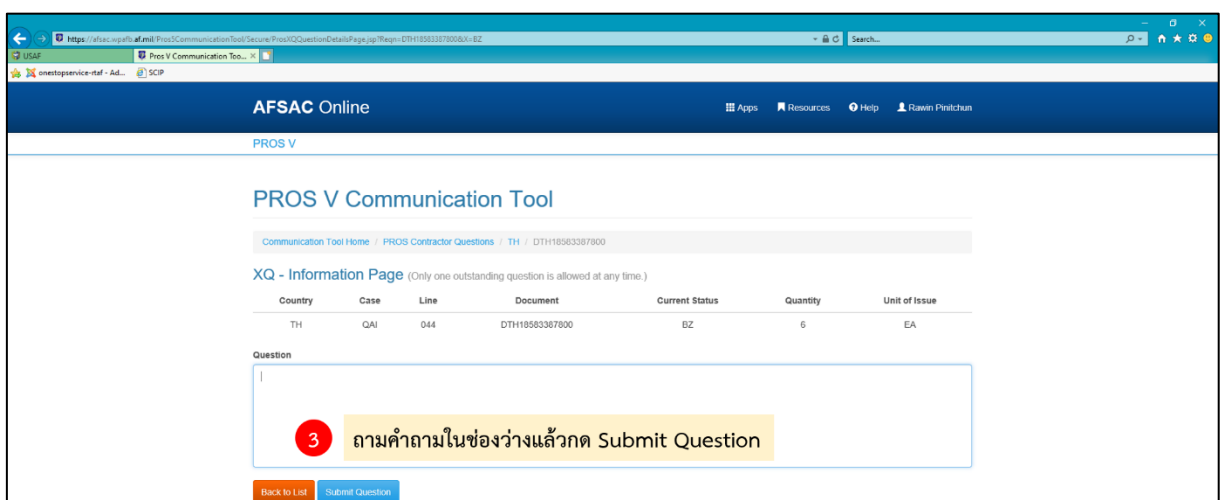 https://afsac.wpafb.af.mil/Pros5CommunicationTool/Secure/ProsXQQuestionDetailsPage.jsp?Reqn=DTH18583387800&X=BZ
Search...
USAF
Pros V Communication Too...
onestopservice-rtaf - Ad...
SCIP
AFSAC Online
Apps
Resources
Help
Rawin Pinitchun
PROS V
PROS V Communication Tool
Communication Tool Home / PROS Contractor Questions / TH / DTH18583387800
XQ - Information Page (Only one outstanding question is allowed at any time.)
Country Case Line Document Current Status Quantity Unit of Issue
TH QAI 044 DTH18583387800 BZ 6 EA
Question
3 ถามคำถามในช่องว่างแล้วกด Submit Question
Back to List Submit Question